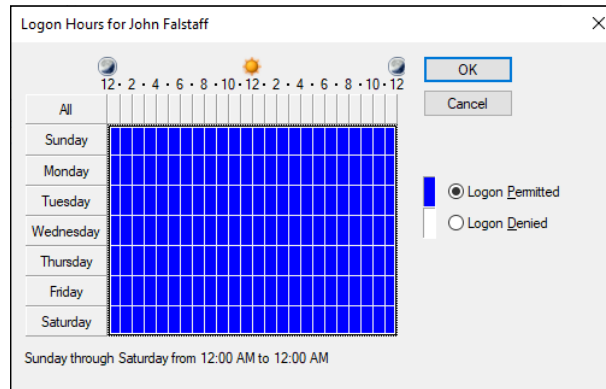 Logon Hours for John Falstaff
12 · 2 · 4 · 6 · 8 · 10 · 12 · 2 · 4 · 6 · 8 · 10 · 12
All
Sunday
Monday
Tuesday
Wednesday
Thursday
Friday
Saturday
Sunday through Saturday from 12:00 AM to 12:00 AM
OK
Cancel
Logon Permitted
Logon Denied